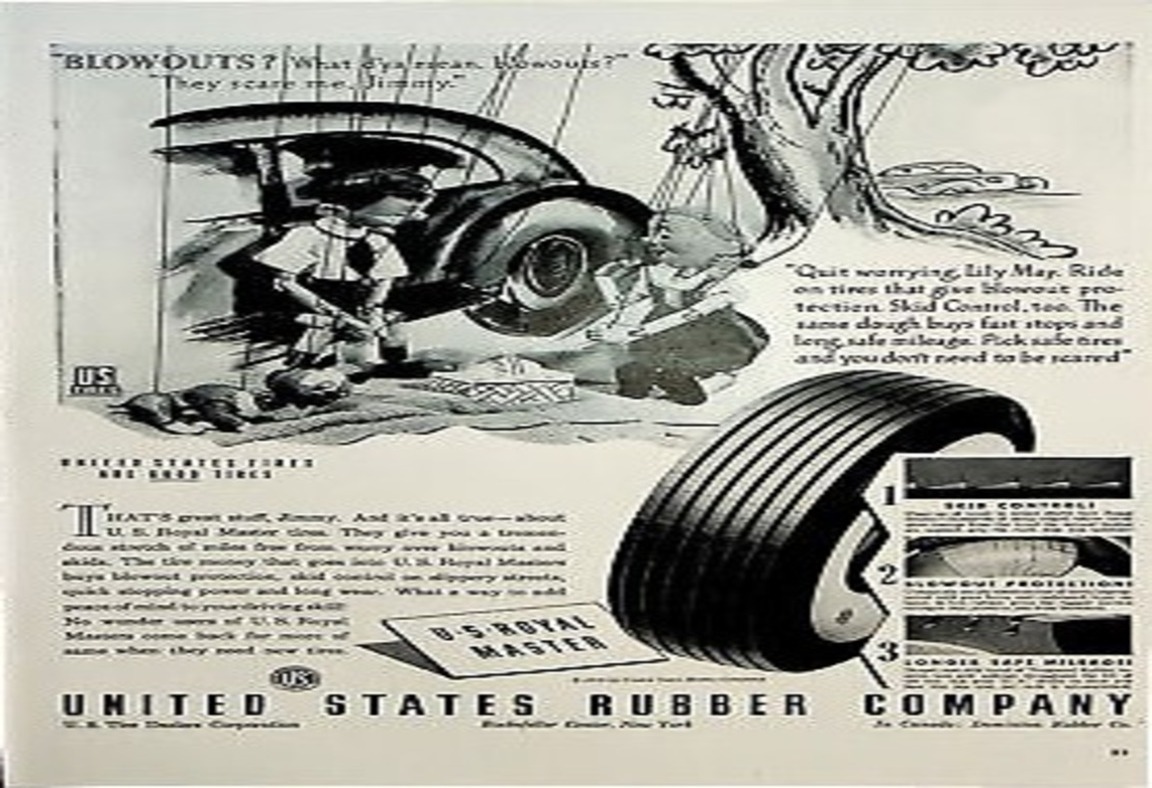 "BLOWOUTS? What d'ya mean, blowouts?"
"They scare me, Jimmy."
"Quit worrying, Lily May. Ride
on tires that give blowout pro-
tection. Skid Control, too. The
same dough buys fast stops and
long, safe mileage. Pick safe tires
and you don't need to be scared"
US
TIRES
UNITED STATES TIRES
ARE GOOD TIRES
THAT'S great stuff, Jimmy. And it's all true—about
U. S. Royal Master tires. They give you a tremen-
dous stretch of miles free from worry over blowouts and
skids. The tire money that goes into U. S. Royal Masters
buys blowout protection, skid control on slippery streets,
quick stopping power and long wear. What a way to add
peace of mind to your driving skill!
No wonder users of U. S. Royal
Masters come back for more of
same when they need new tires.
U·S·ROYAL
MASTER
1
SKID CONTROL!
2
BLOWOUT PROTECTION!
3
LONGER SAFE MILEAGE!
US
UNITED STATES RUBBER COMPANY
U. S. Tire Dealers Corporation
Rockefeller Center, New York
In Canada: Dominion Rubber Co.